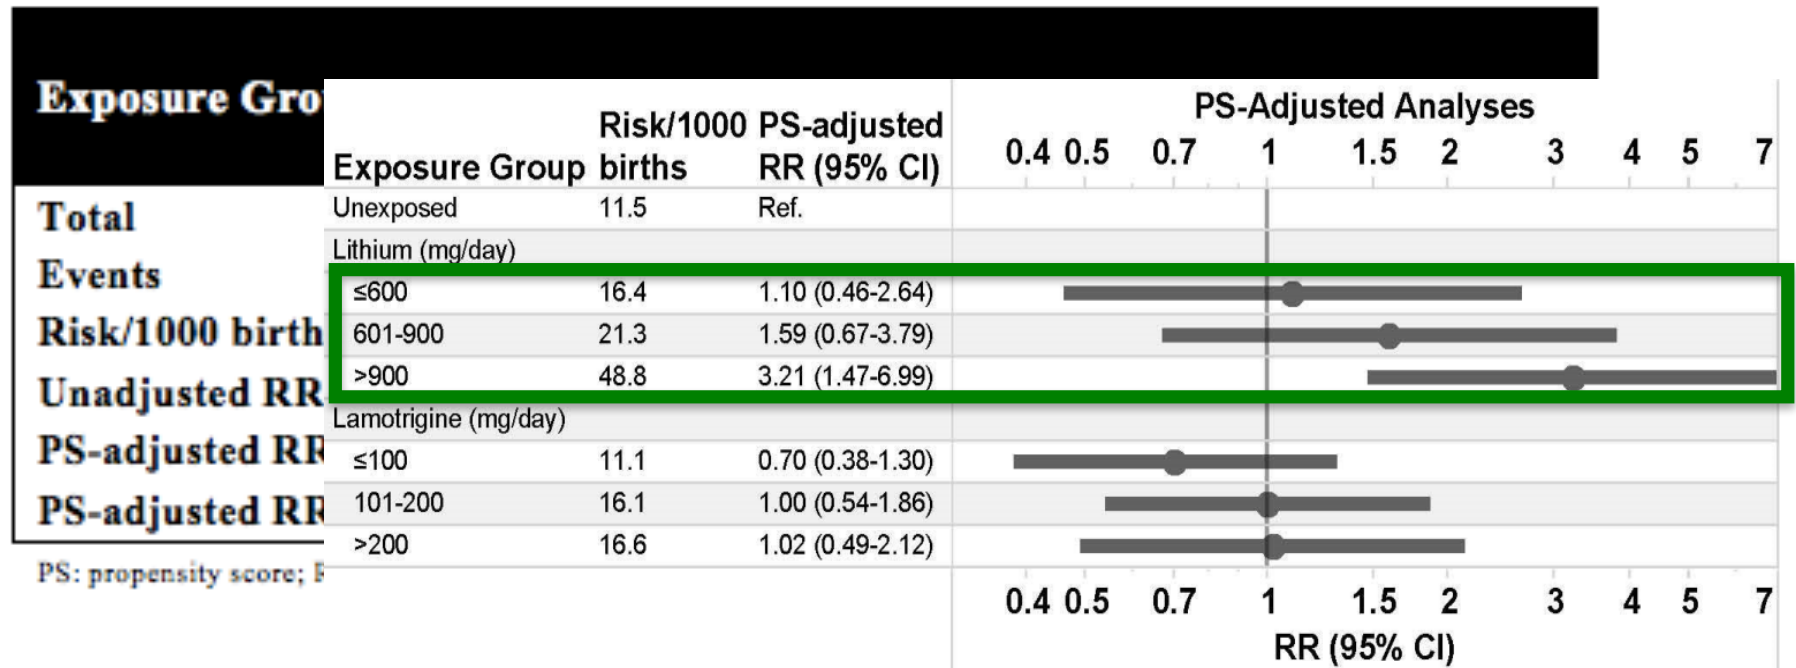 Exposure Gro
Total
Events
Risk/1000 birth
Unadjusted RR
PS-adjusted RR
PS-adjusted RR
PS: propensity score;
Risk/1000 PS-adjusted
Exposure Group births RR (95% CI)
Unexposed 11.5 Ref.
Lithium (mg/day)
≤600 16.4 1.10 (0.46-2.64)
601-900 21.3 1.59 (0.67-3.79)
>900 48.8 3.21 (1.47-6.99)
Lamotrigine (mg/day)
≤100 11.1 0.70 (0.38-1.30)
101-200 16.1 1.00 (0.54-1.86)
>200 16.6 1.02 (0.49-2.12)
PS-Adjusted Analyses
0.4 0.5 0.7 1 1.5 2 3 4 5 7
0.4 0.5 0.7 1 1.5 2 3 4 5 7
RR (95% CI)